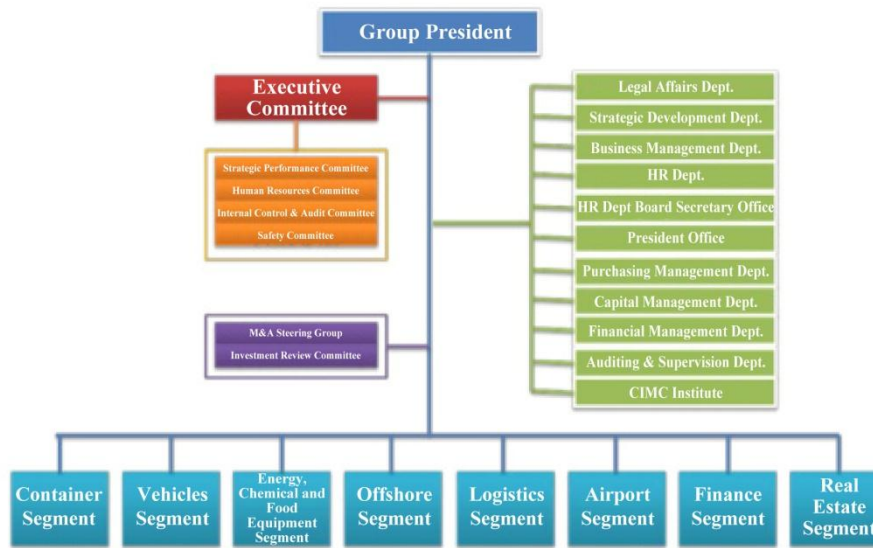 Group President
Executive
Committee
Strategic Performance Committee
Human Resources Committee
Internal Control & Audit Committee
Safety Committee
M&A Steering Group
Investment Review Committee
Legal Affairs Dept.
Strategic Development Dept.
Business Management Dept.
HR Dept.
HR Dept Board Secretary Office
President Office
Purchasing Management Dept.
Capital Management Dept.
Financial Management Dept.
Auditing & Supervision Dept.
CIMC Institute
Container
Segment
Vehicles
Segment
Energy,
Chemical and
Food
Equipment
Segment
Offshore
Segment
Logistics
Segment
Airport
Segment
Finance
Segment
Real
Estate
Segment